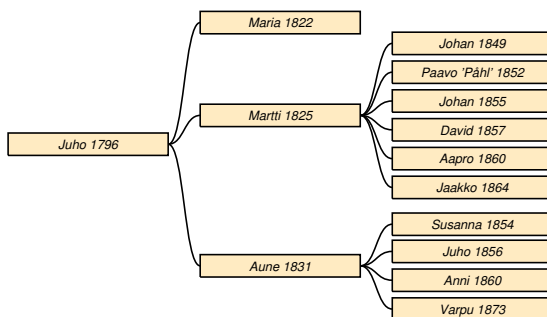 Juho 1796
Maria 1822
Martti 1825
Johan 1849
Paavo 'Påhl' 1852
Johan 1855
David 1857
Aapro 1860
Jaakko 1864
Aune 1831
Susanna 1854
Juho 1856
Anni 1860
Varpu 1873